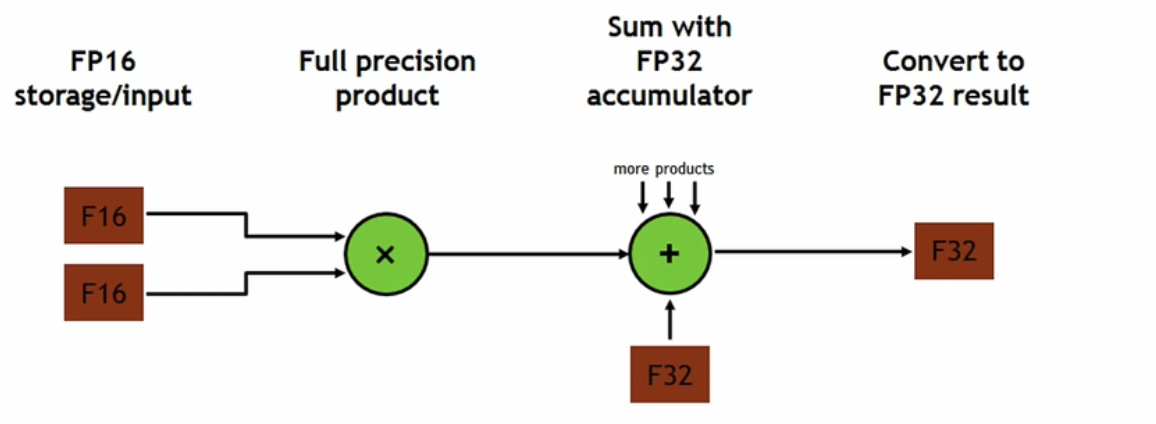 FP16
storage/input
Full precision
product
Sum with
FP32
accumulator
Convert to
FP32 result
more products
F16
F16
×
+
F32
F32